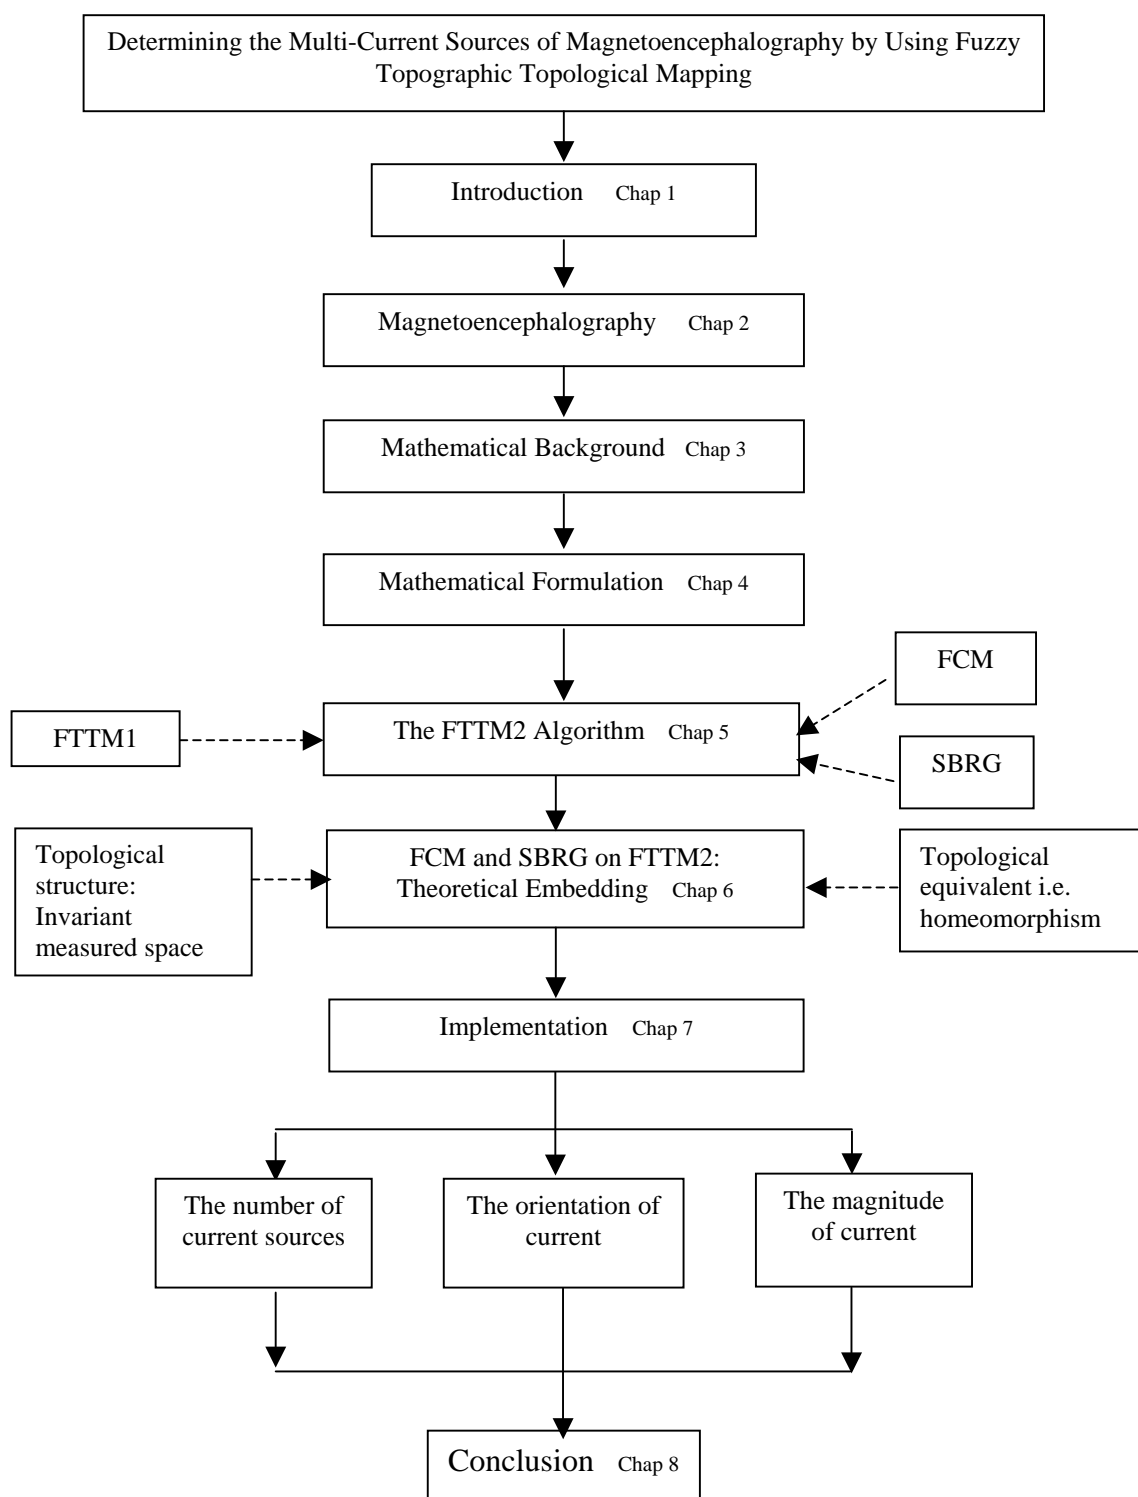 Determining the Multi-Current Sources of Magnetoencephalography by Using Fuzzy
Topographic Topological Mapping
Introduction Chap 1
Magnetoencephalography Chap 2
Mathematical Background Chap 3
Mathematical Formulation Chap 4
FCM
FTTM1
The FTTM2 Algorithm Chap 5
SBRG
Topological
structure:
Invariant
measured space
FCM and SBRG on FTTM2:
Theoretical Embedding Chap 6
Topological
equivalent i.e.
homeomorphism
Implementation Chap 7
The number of
current sources
The orientation of
current
The magnitude
of current
Conclusion Chap 8